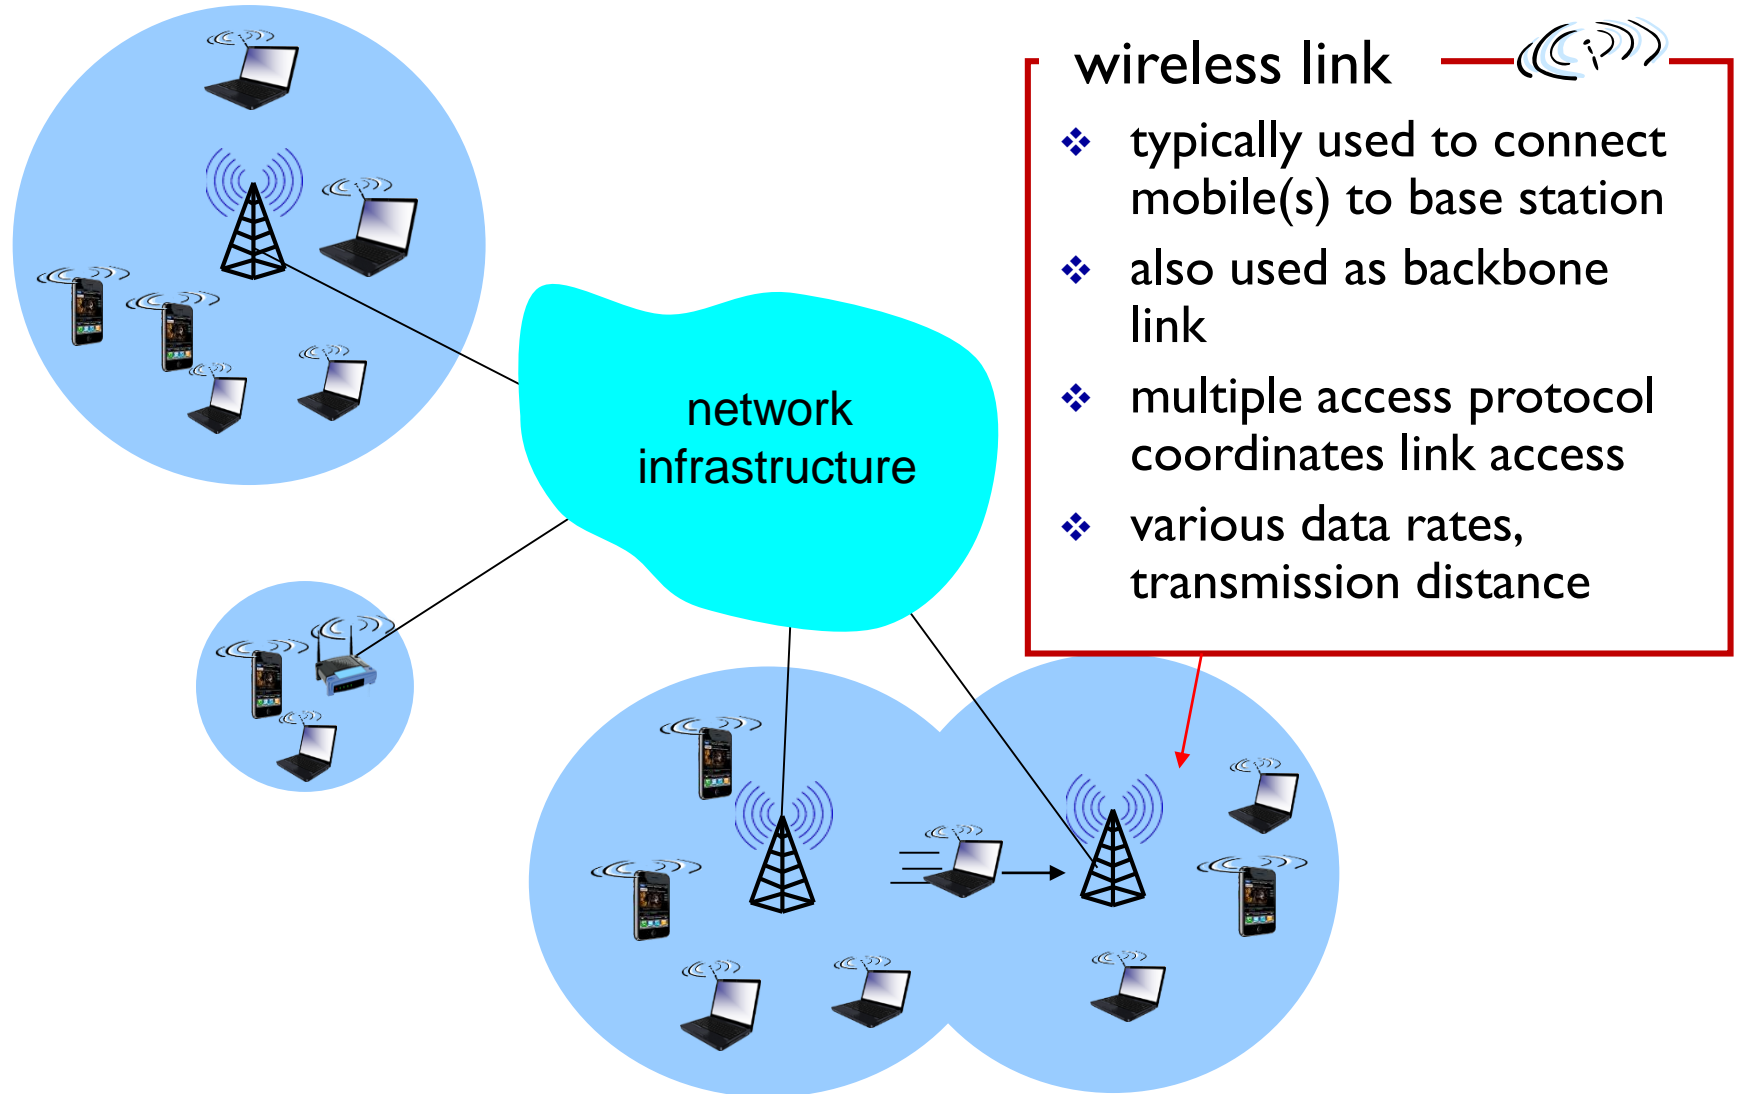 wireless link
typically used to connect
mobile(s) to base station
also used as backbone
link
multiple access protocol
coordinates link access
various data rates,
transmission distance
network
infrastructure